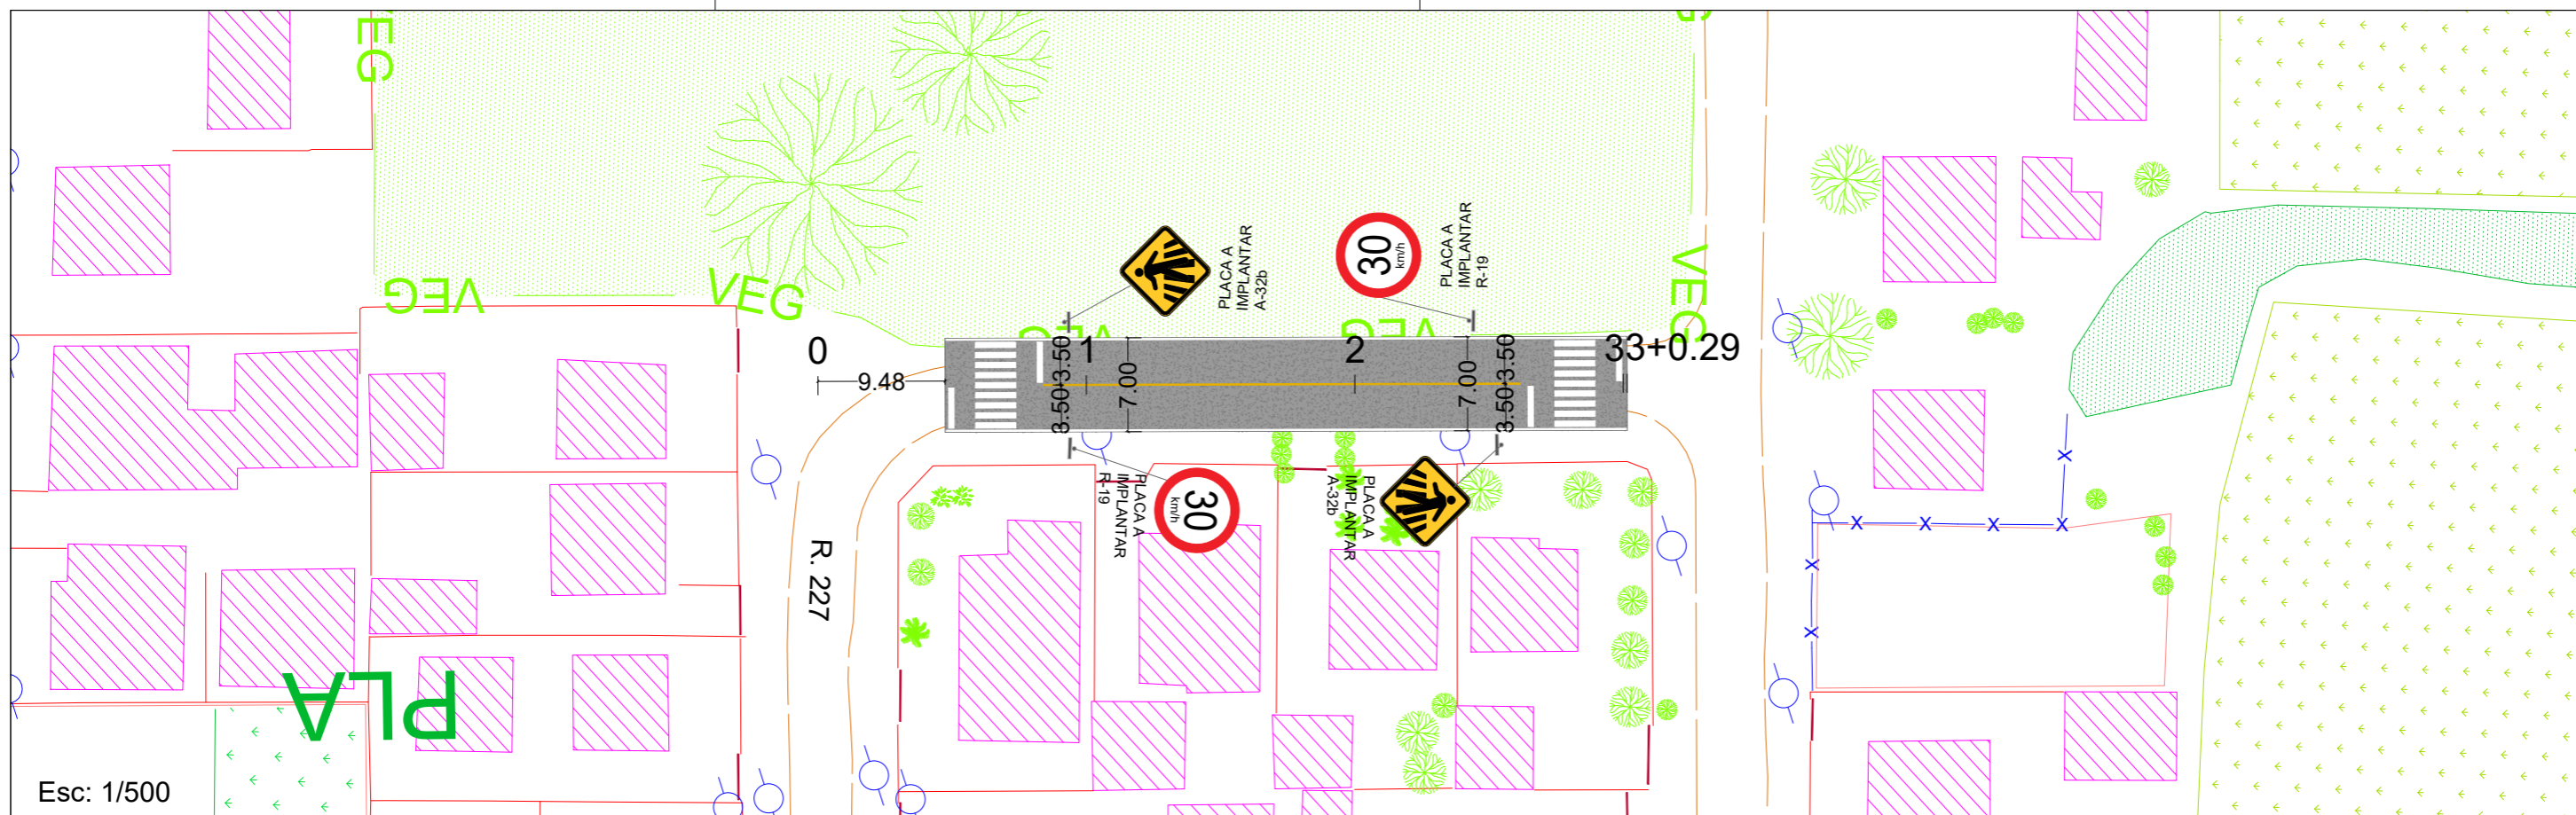 VEG
VEG
VEG
VEG
VEG
VEG
PLACA A
IMPLANTAR
A-32b
30
km/h
PLACA A
IMPLANTAR
R-19
0
1
2
33+0.29
9.48
3.50
3.50
7.00
7.00
3.50
3.50
PLACA A
IMPLANTAR
R-19
30
km/h
PLACA A
IMPLANTAR
A-32b
R. 227
PLA
Esc: 1/500